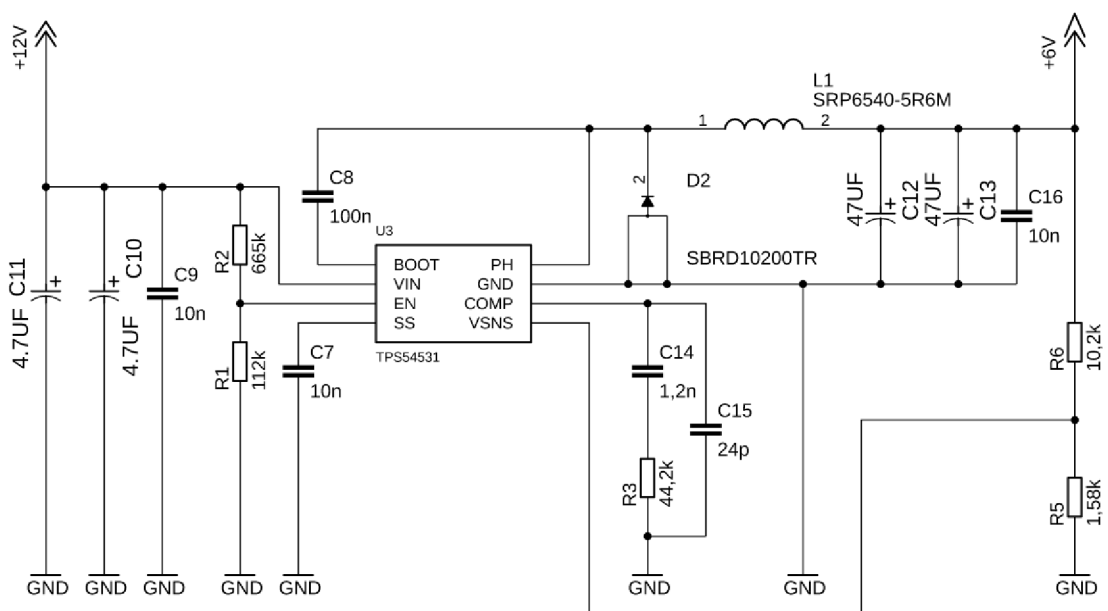 +12V
+6V
L1
SRP6540-5R6M
1
2
C8
100n
2
D2
SBRD10200TR
47UF
C12
47UF
C13
C16
10n
U3
BOOT
VIN
EN
SS
PH
GND
COMP
VSNS
TPS54531
4.7UF C11
4.7UF
C10
C9
10n
R2
665k
R1
112k
C7
10n
C14
1,2n
C15
24p
R3
44,2k
R6
10,2k
R5
1,58k
GND
GND
GND
GND
GND
GND
GND
GND